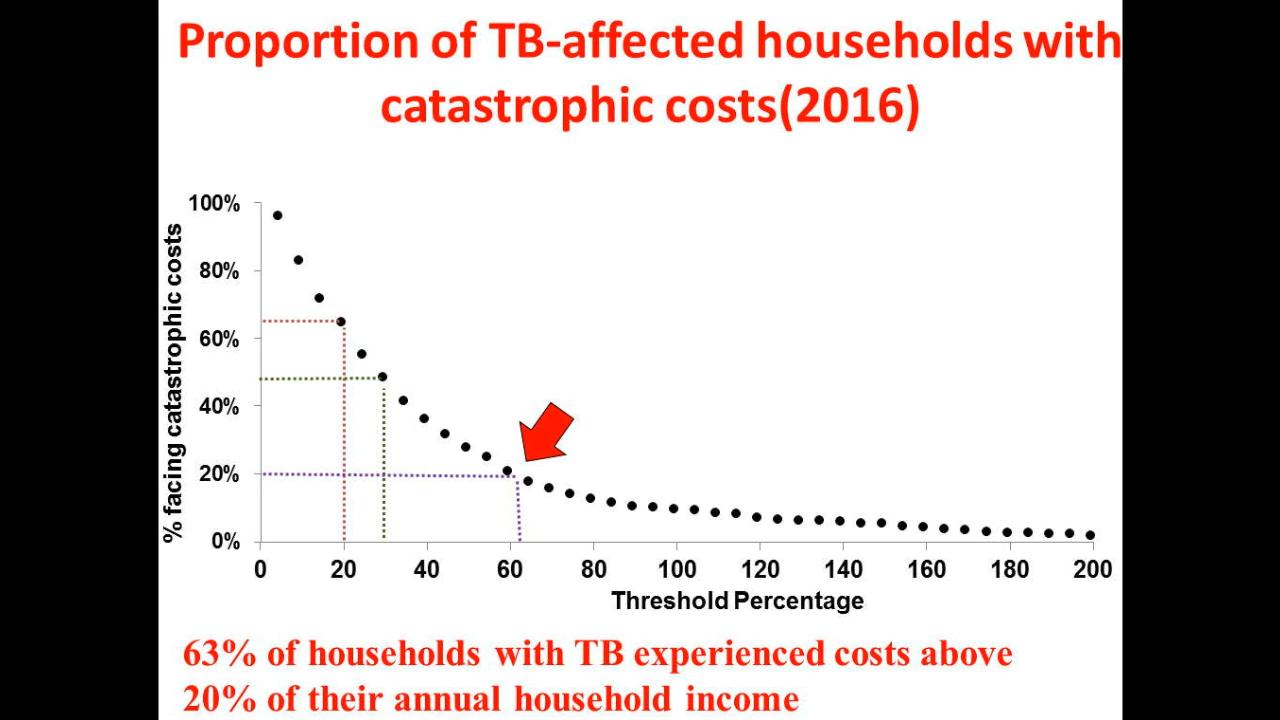 Proportion of TB-affected households with
catastrophic costs(2016)
% facing catastrophic costs
100%
80%
60%
40%
20%
0%
0 20 40 60 80 100 120 140 160 180 200
Threshold Percentage
63% of households with TB experienced costs above
20% of their annual household income